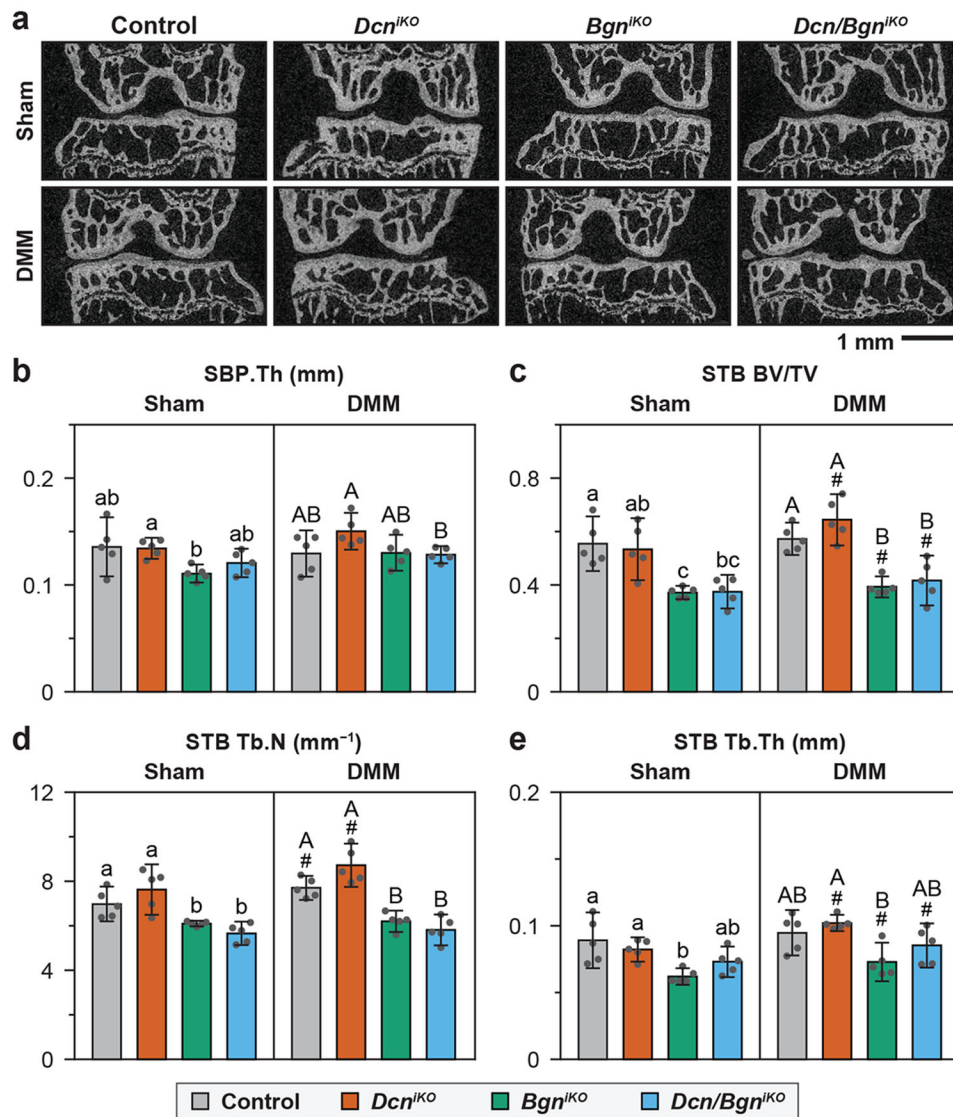 a
Control Dcn^iKO Bgn^iKO Dcn/Bgn^iKO
Sham
DMM
1 mm
b SBP.Th (mm)
Sham DMM
0.2
0.1
0
ab a b ab AB A AB B
c STB BV/TV
Sham DMM
0.8
0.4
0
a ab c bc A A # B # B #
d STB Tb.N (mm⁻¹)
Sham DMM
12
8
4
0
a a b b A # A # B B
e STB Tb.Th (mm)
Sham DMM
0.2
0.1
0
a a b ab AB A # B # AB #
Control Dcn^iKO Bgn^iKO Dcn/Bgn^iKO